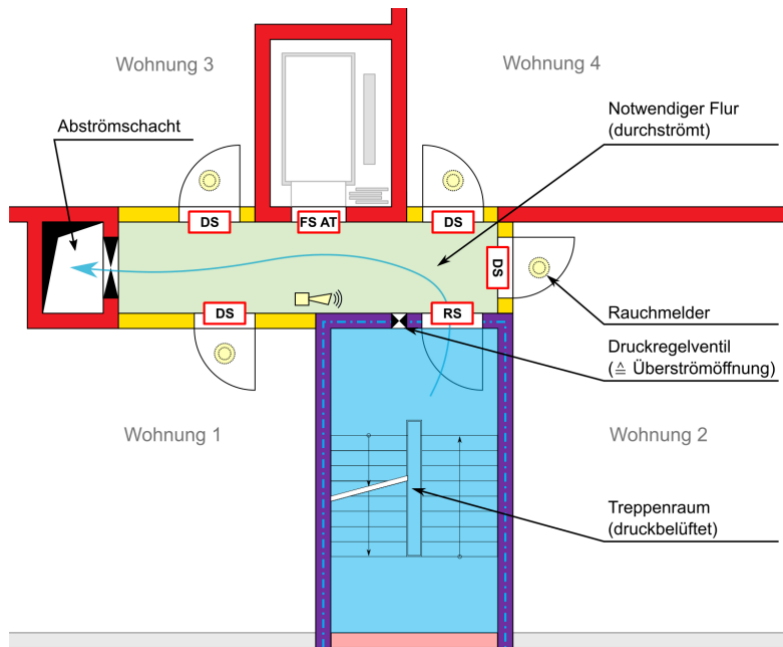 Wohnung 3
Wohnung 4
Abströmschacht
Notwendiger Flur
(durchströmt)
DS
FS AT
DS
DS
DS
RS
Rauchmelder
Druckregelventil
(≙ Überströmöffnung)
Wohnung 1
Wohnung 2
Treppenraum
(druckbelüftet)